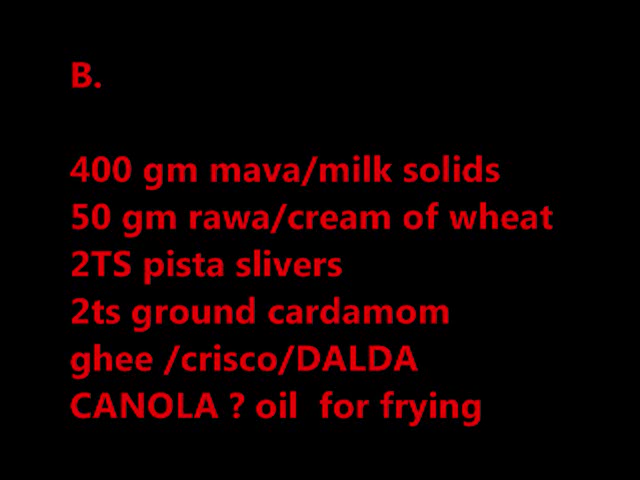 B.
400 gm mava/milk solids
50 gm rawa/cream of wheat
2TS pista slivers
2ts ground cardamom
ghee /crisco/DALDA
CANOLA ? oil  for frying